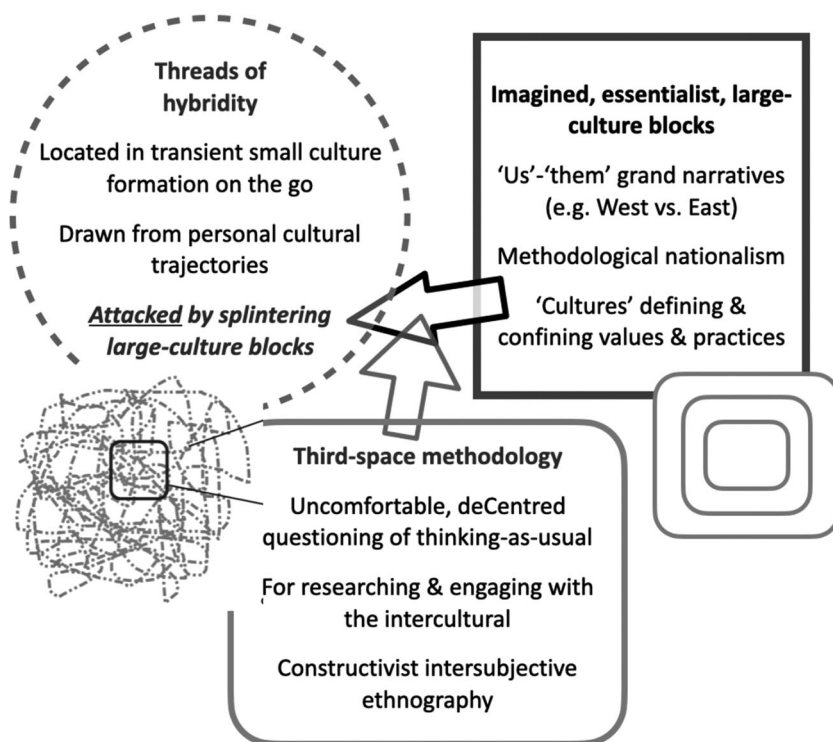 Threads of
hybridity
Located in transient small culture
formation on the go
Drawn from personal cultural
trajectories
Attacked by splintering
large-culture blocks
Imagined, essentialist, large-
culture blocks
‘Us’-‘them’ grand narratives
(e.g. West vs. East)
Methodological nationalism
‘Cultures’ defining &
confining values & practices
Third-space methodology
Uncomfortable, deCentred
questioning of thinking-as-usual
For researching & engaging with
the intercultural
Constructivist intersubjective
ethnography